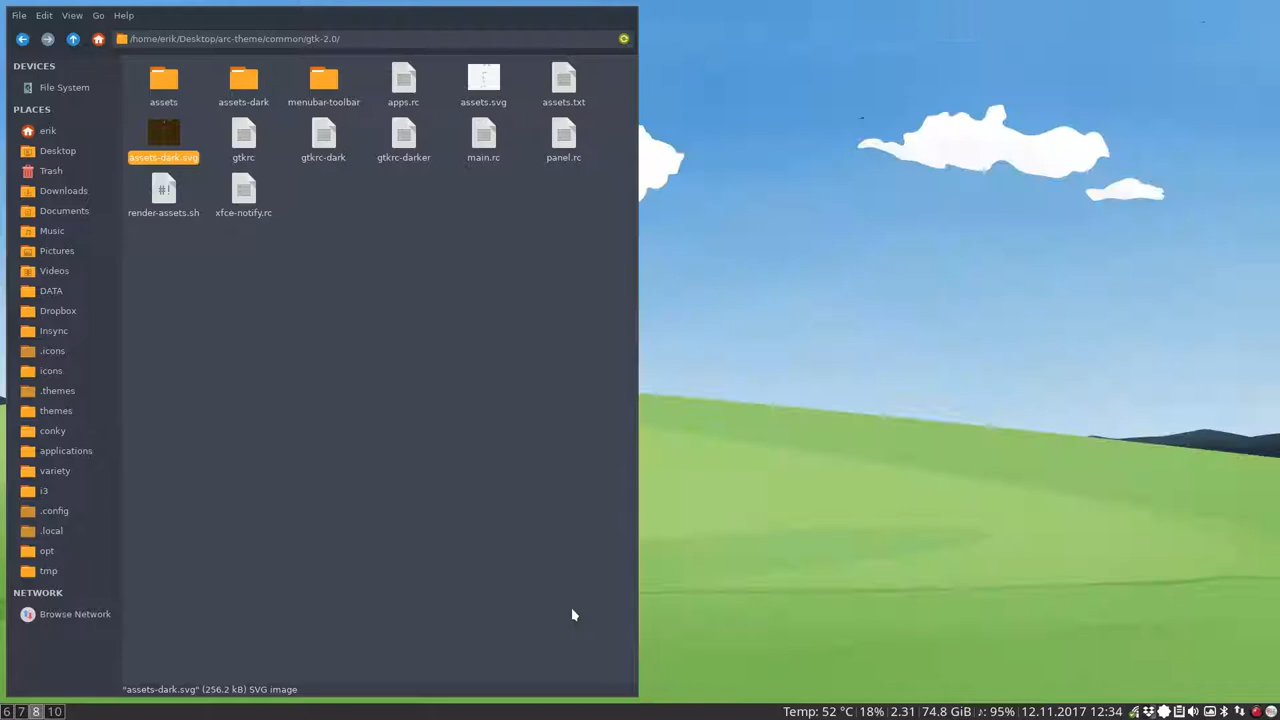 File Edit View Go Help
/home/erik/Desktop/arc-theme/common/gtk-2.0/
DEVICES
File System
PLACES
erik
Desktop
Trash
Downloads
Documents
Music
Pictures
Videos
DATA
Dropbox
Insync
.icons
icons
.themes
themes
conky
applications
variety
i3
.config
.local
opt
tmp
NETWORK
Browse Network
assets assets-dark menubar-toolbar apps.rc assets.svg assets.txt
assets-dark.svg gtkrc gtkrc-dark gtkrc-darker main.rc panel.rc
#!
render-assets.sh xfce-notify.rc
"assets-dark.svg" (256.2 kB) SVG image
6 7 8 10 Temp: 52 °C 18% 2.31 74.8 GiB ♪: 95% 12.11.2017 12:34